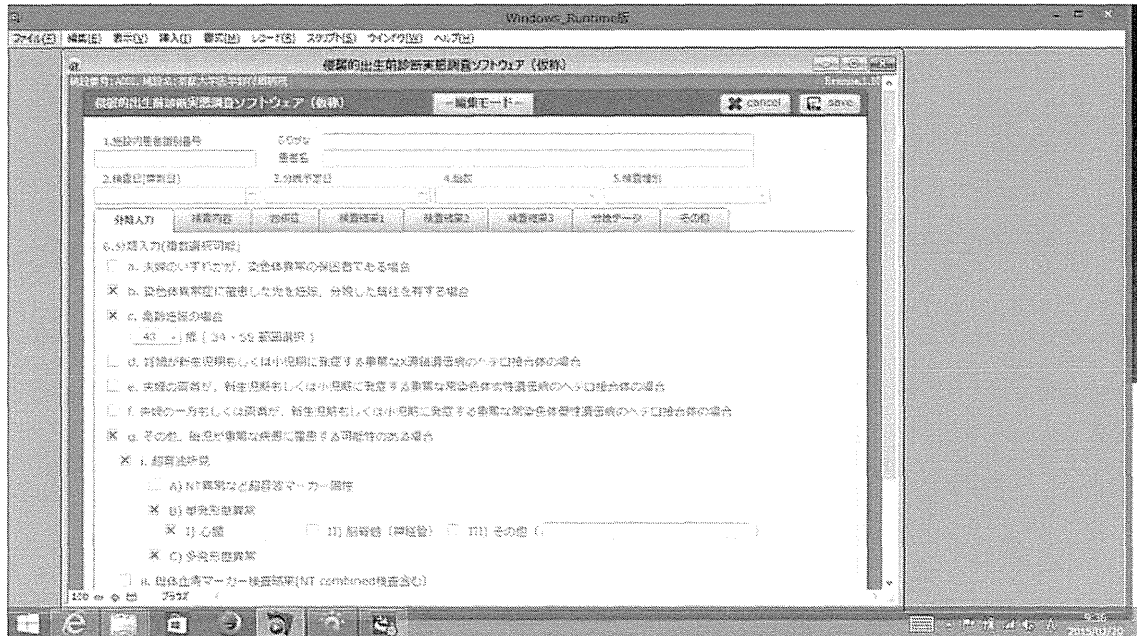 Windows_Runtime版
ファイル(F) 編集(E) 表示(V) 挿入(I) 書式(M) レコード(R) スクリプト(S) ウインドウ(W) ヘルプ(H)
侵襲的出生前診断実態調査ソフトウェア（仮称）
侵襲的出生前診断実態調査ソフトウェア（仮称） -編集モード- cancel save
1.施設内患者識別番号 ふりがな
患者名
2.検査日(穿刺日) 3.分娩予定日 4.胎数 5.検査種別
分類入力 検査内容 検査結果1 検査結果2 検査結果3 分娩データ その他
6.分類入力(複数選択可能)
a. 夫婦のいずれかが、染色体異常の保因者である場合
b. 染色体異常症に罹患した児を妊娠、分娩した既往を有する場合
c. 高齢妊娠の場合
40 歳 ( 34 - 55 範囲選択 )
d. 妊婦が新生児期もしくは小児期に発症する重篤なX連鎖遺伝病のヘテロ接合体の場合
e. 夫婦の両者が、新生児期もしくは小児期に発症する重篤な常染色体劣性遺伝病のヘテロ接合体の場合
f. 夫婦の一方もしくは両者が、新生児期もしくは小児期に発症する重篤な常染色体優性遺伝病のヘテロ接合体の場合
g. その他、胎児が重篤な疾患に罹患する可能性のある場合
i. 超音波所見
A) NT異常など超音波マーカー陽性
B) 単発形態異常
I) 心臓 II) 脳脊髄（神経管） III) その他（ ）
C) 多発形態異常
ii. 母体血清マーカー検査結果(NT combined検査含む)
100 ブラウズ
9:36